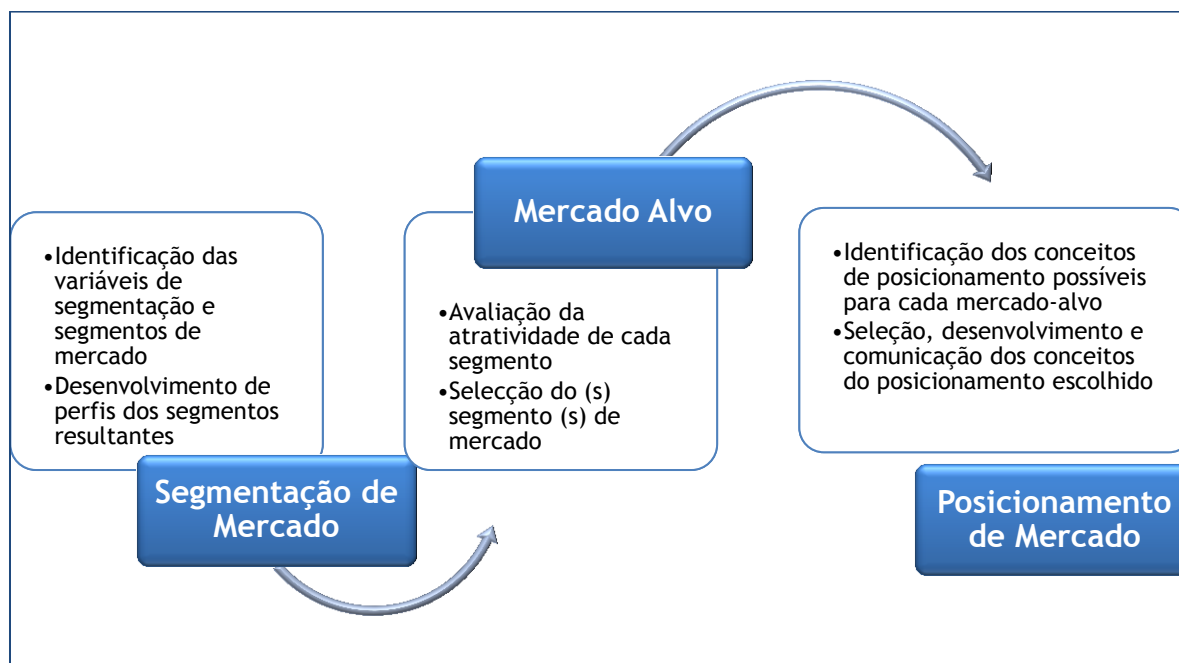 •Identificação das
variáveis de
segmentação e
segmentos de
mercado
•Desenvolvimento de
perfis dos segmentos
resultantes
Segmentação de
Mercado
Mercado Alvo
•Avaliação da
atratividade de cada
segmento
•Selecção do (s)
segmento (s) de
mercado
•Identificação dos conceitos
de posicionamento possíveis
para cada mercado-alvo
•Seleção, desenvolvimento e
comunicação dos conceitos
do posicionamento escolhido
Posicionamento
de Mercado